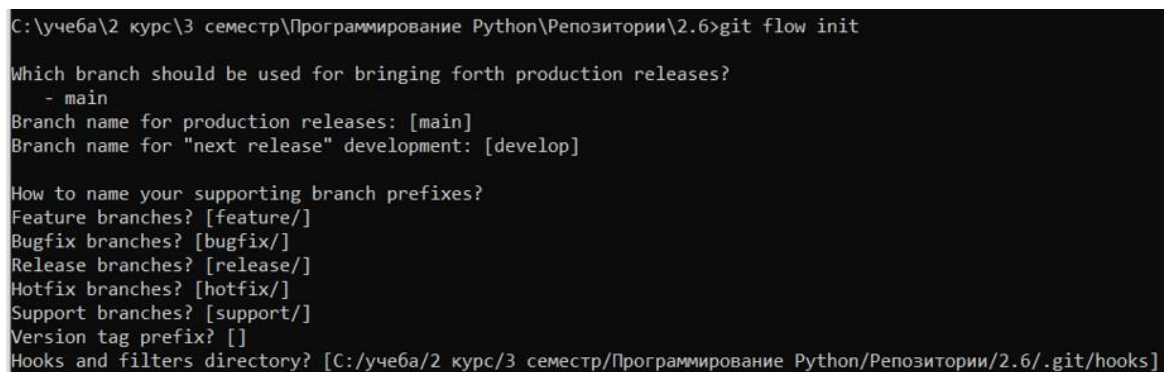 C:\учеба\2 курс\3 семестр\Программирование Python\Репозитории\2.6>git flow init
Which branch should be used for bringing forth production releases?
- main
Branch name for production releases: [main]
Branch name for "next release" development: [develop]
How to name your supporting branch prefixes?
Feature branches? [feature/]
Bugfix branches? [bugfix/]
Release branches? [release/]
Hotfix branches? [hotfix/]
Support branches? [support/]
Version tag prefix? []
Hooks and filters directory? [C:/учеба/2 курс/3 семестр/Программирование Python/Репозитории/2.6/.git/hooks]